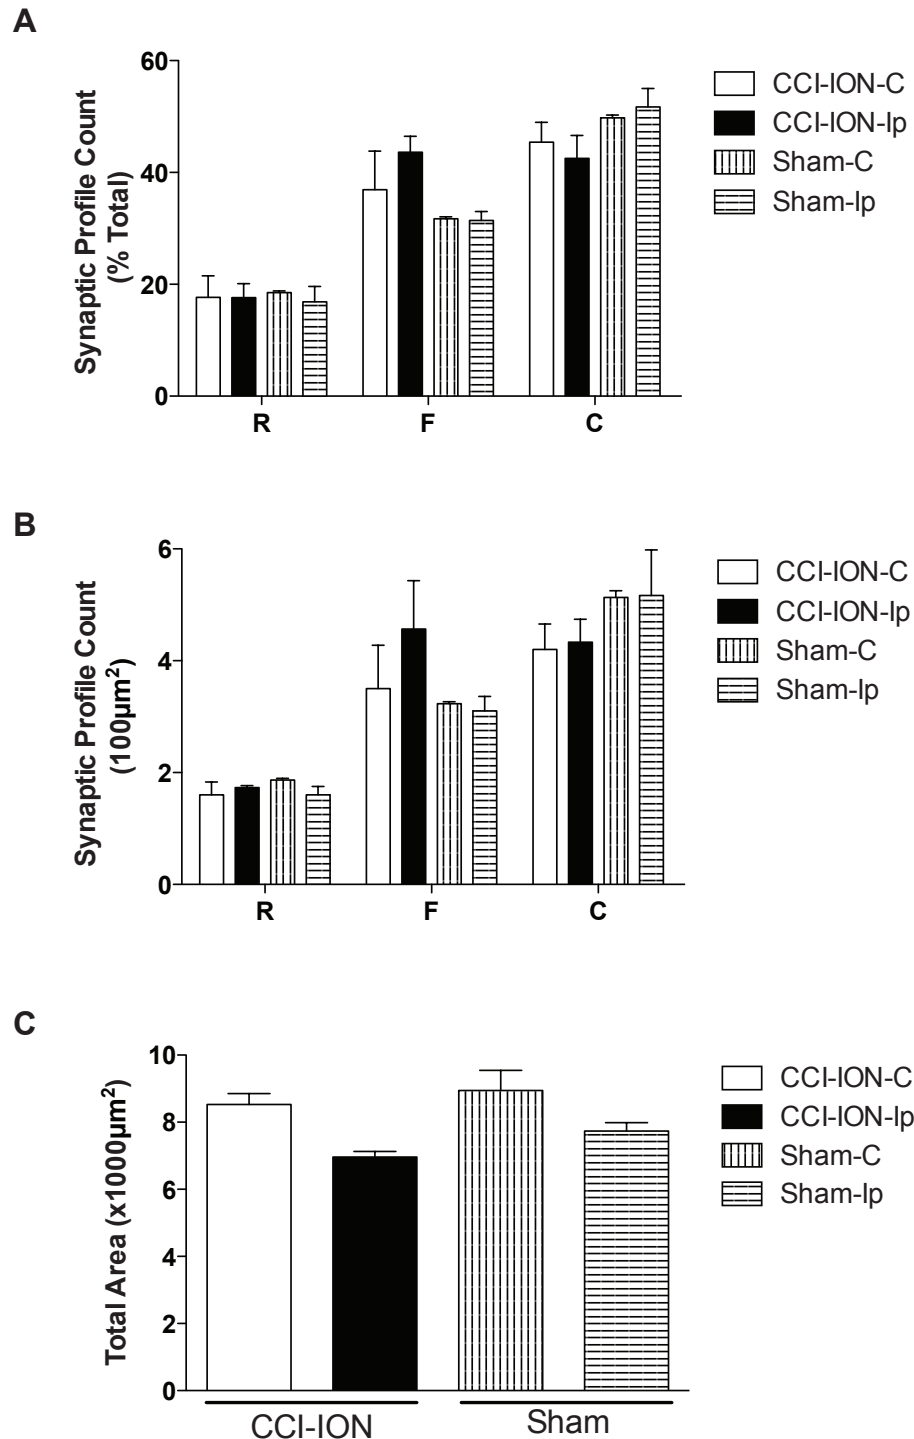 A
Synaptic Profile Count
(% Total)
60
40
20
0
R
F
C
CCI-ION-C
CCI-ION-Ip
Sham-C
Sham-Ip
B
Synaptic Profile Count
(100µm²)
6
4
2
0
R
F
C
CCI-ION-C
CCI-ION-Ip
Sham-C
Sham-Ip
C
Total Area (x1000µm²)
10
8
6
4
2
0
CCI-ION
Sham
CCI-ION-C
CCI-ION-Ip
Sham-C
Sham-Ip